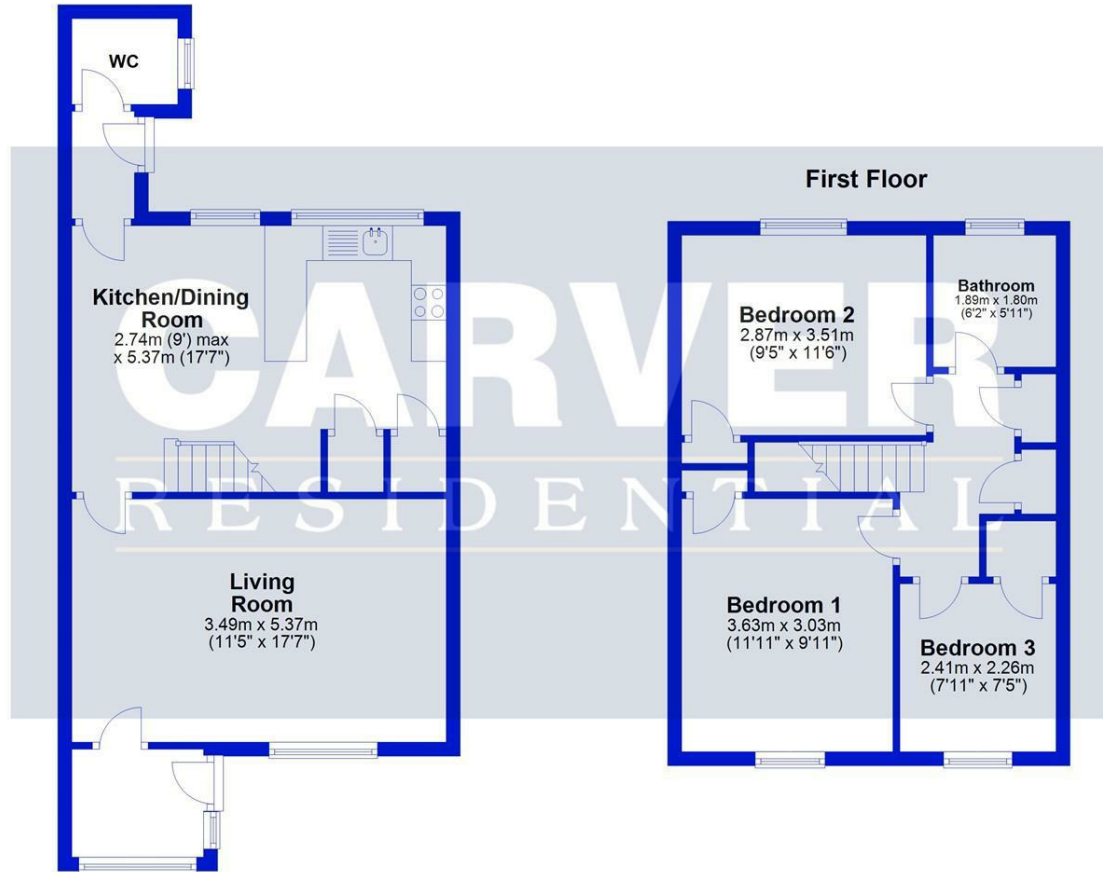 WC
Kitchen/Dining
Room
2.74m (9') max
x 5.37m (17'7")
Living
Room
3.49m x 5.37m
(11'5" x 17'7")
First Floor
Bedroom 2
2.87m x 3.51m
(9'5" x 11'6")
Bathroom
1.89m x 1.80m
(6'2" x 5'11")
Bedroom 1
3.63m x 3.03m
(11'11" x 9'11")
Bedroom 3
2.41m x 2.26m
(7'11" x 7'5")
CARVER
RESIDENTIAL